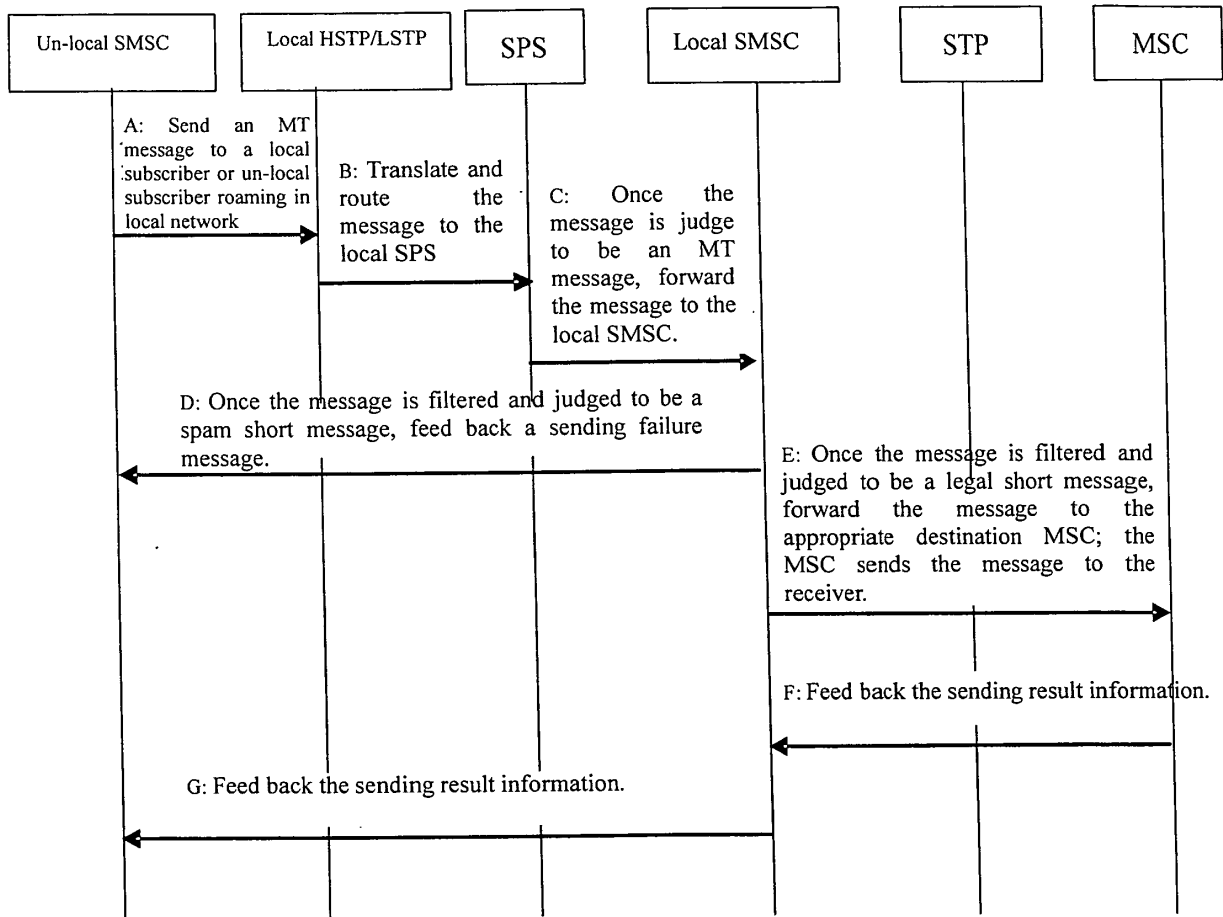 Un-local SMSC
Local HSTP/LSTP
SPS
Local SMSC
STP
MSC
A: Send an MT
message to a local
subscriber or un-local
subscriber roaming in
local network
B: Translate and
route the
message to the
local SPS
C: Once the
message is judge
to be an MT
message, forward
the message to the
local SMSC.
D: Once the message is filtered and judged to be a
spam short message, feed back a sending failure
message.
E: Once the message is filtered and
judged to be a legal short message,
forward the message to the
appropriate destination MSC; the
MSC sends the message to the
receiver.
F: Feed back the sending result information.
G: Feed back the sending result information.